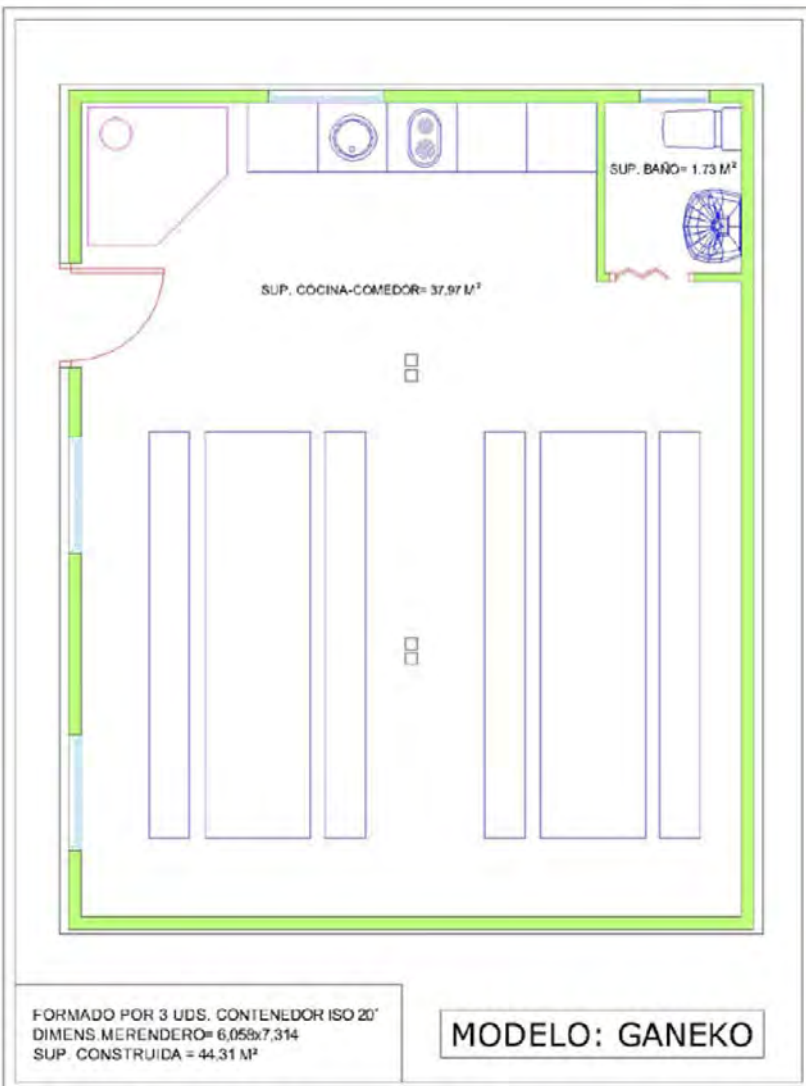 SUP. BAÑO= 1.73 M²
SUP. COCINA-COMEDOR= 37.97 M²
FORMADO POR 3 UDS. CONTENEDOR ISO 20'
DIMENS.MERENDERO= 6,058x7,314
SUP. CONSTRUIDA = 44.31 M²
MODELO: GANEKO